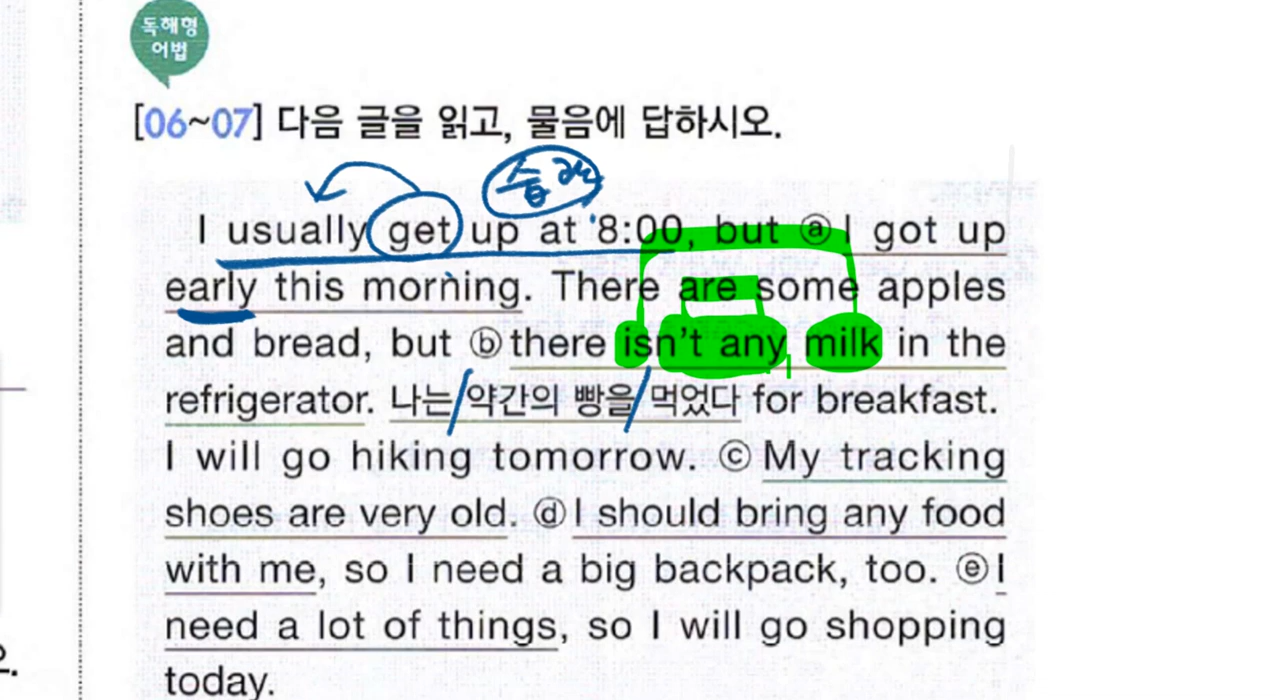 독해형
어법
[06~07] 다음 글을 읽고, 물음에 답하시오.
습관
I usually get up at 8:00, but ⓐ I got up
early this morning. There are some apples
and bread, but ⓑ there isn't any milk in the
refrigerator. 나는/약간의 빵을/먹었다 for breakfast.
I will go hiking tomorrow. ⓒ My tracking
shoes are very old. ⓓ I should bring any food
with me, so I need a big backpack, too. ⓔ I
need a lot of things, so I will go shopping
today.